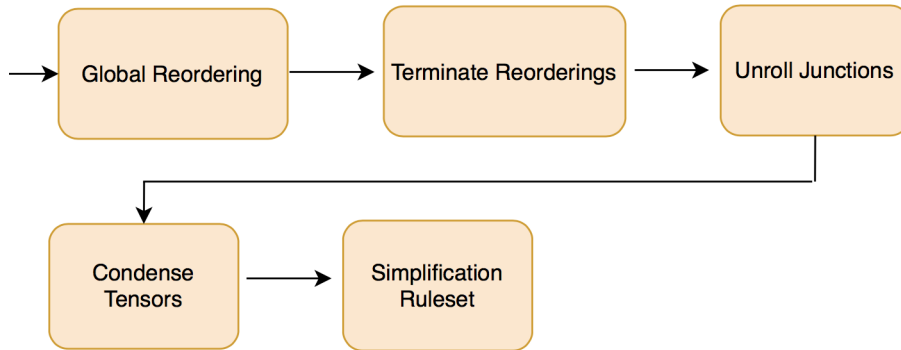 Global Reordering
Terminate Reorderings
Unroll Junctions
Condense
Tensors
Simplification
Ruleset